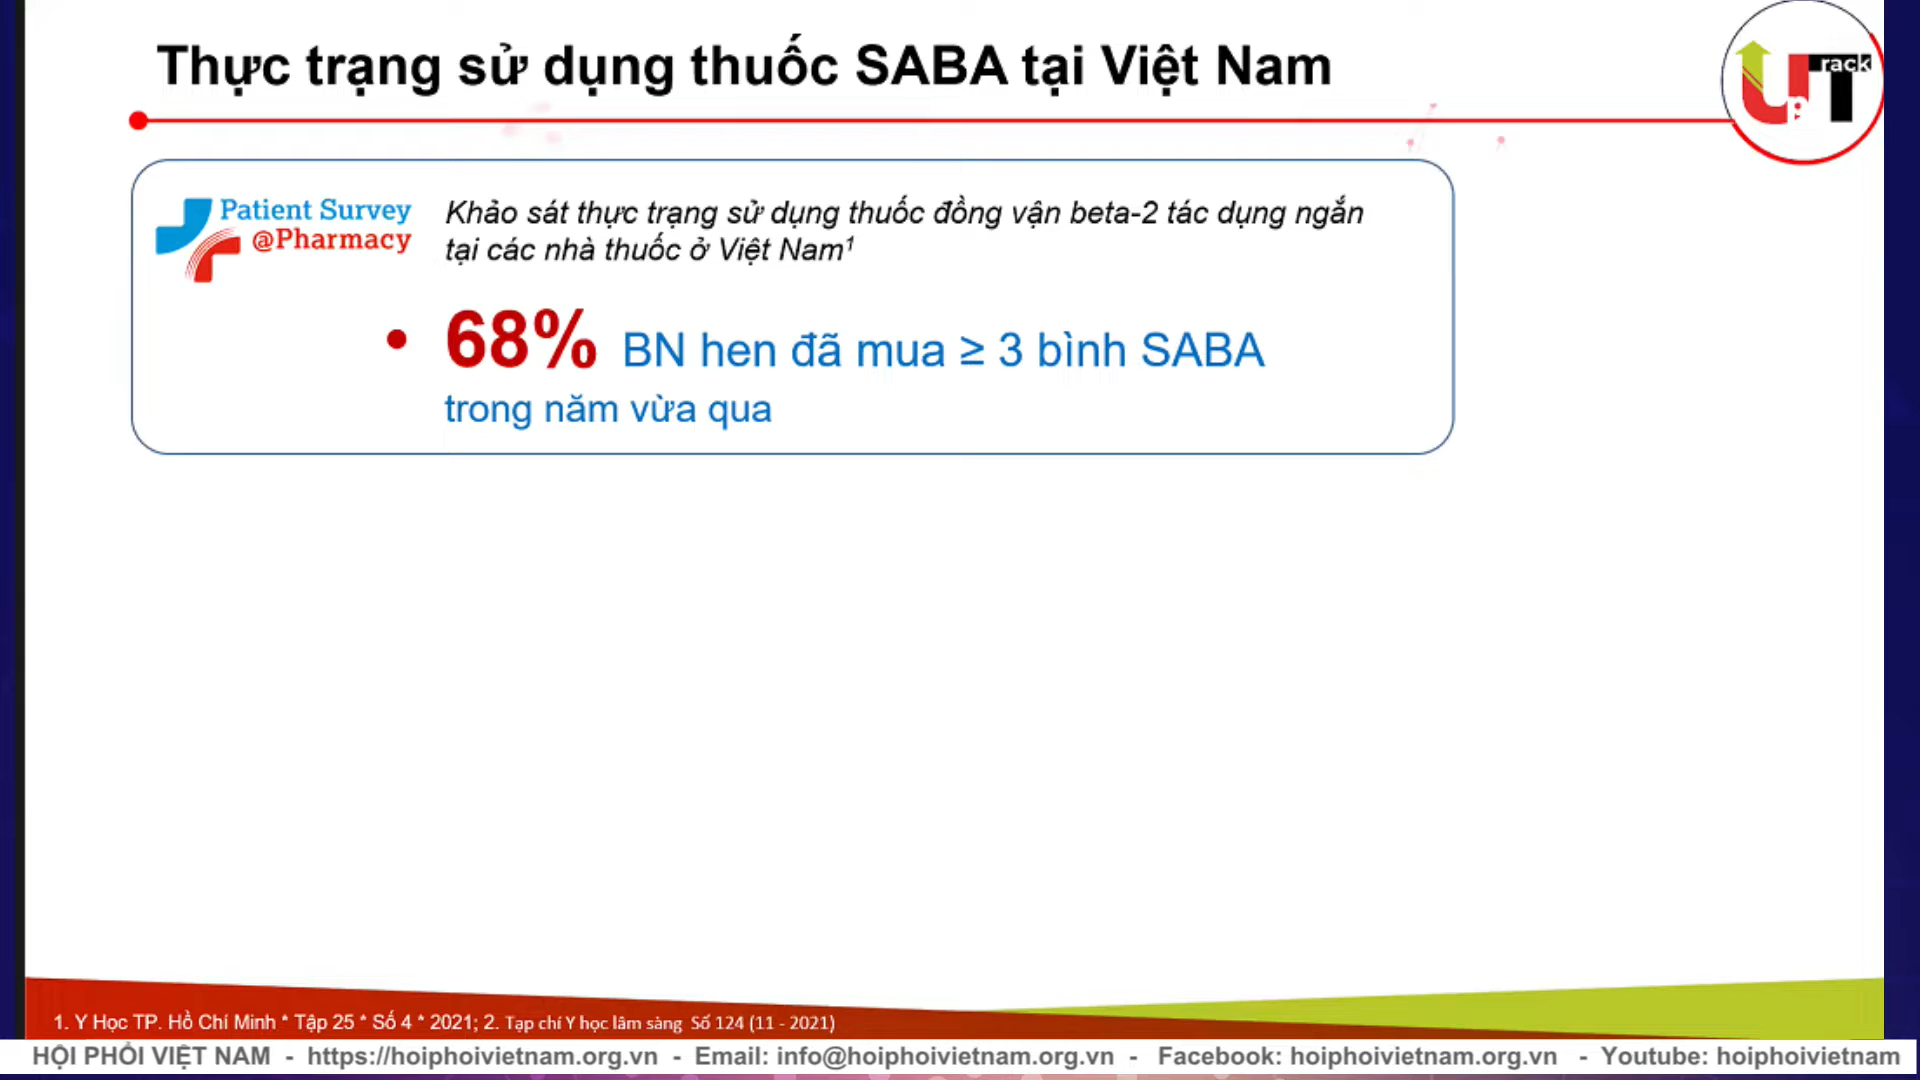 Thực trạng sử dụng thuốc SABA tại Việt Nam
Up Track
Patient Survey
@Pharmacy
Khảo sát thực trạng sử dụng thuốc đồng vận beta-2 tác dụng ngắn
tại các nhà thuốc ở Việt Nam¹
• 68% BN hen đã mua ≥ 3 bình SABA
trong năm vừa qua
1. Y Học TP. Hồ Chí Minh * Tập 25 * Số 4 * 2021; 2. Tạp chí Y học lâm sàng Số 124 (11 - 2021)
HỘI PHỔI VIỆT NAM - https://hoiphoivietnam.org.vn - Email: info@hoiphoivietnam.org.vn - Facebook: hoiphoivietnam.org.vn - Youtube: hoiphoivietnam